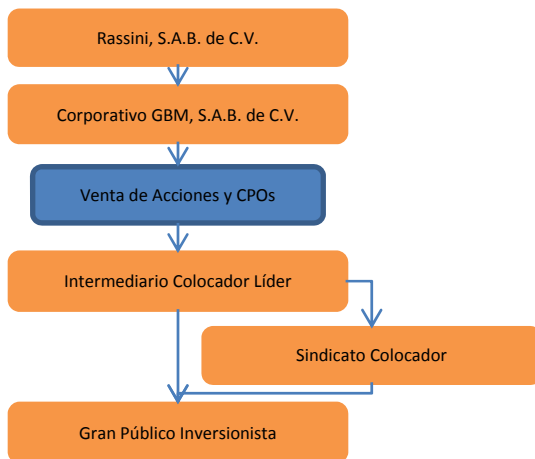 Rassini, S.A.B. de C.V.
Corporativo GBM, S.A.B. de C.V.
Venta de Acciones y CPOs
Intermediario Colocador Líder
Sindicato Colocador
Gran Público Inversionista